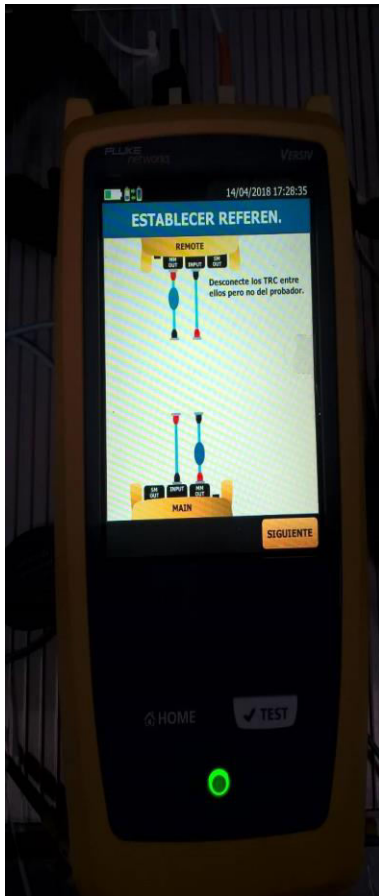 FLUKE
networks
VERSIV
14/04/2018 17:28:35
ESTABLECER REFEREN.
REMOTE
MM OUT
INPUT
SM OUT
Desconecte los TRC entre
ellos pero no del probador.
SM OUT
INPUT
MM OUT
MAIN
SIGUIENTE
HOME
TEST